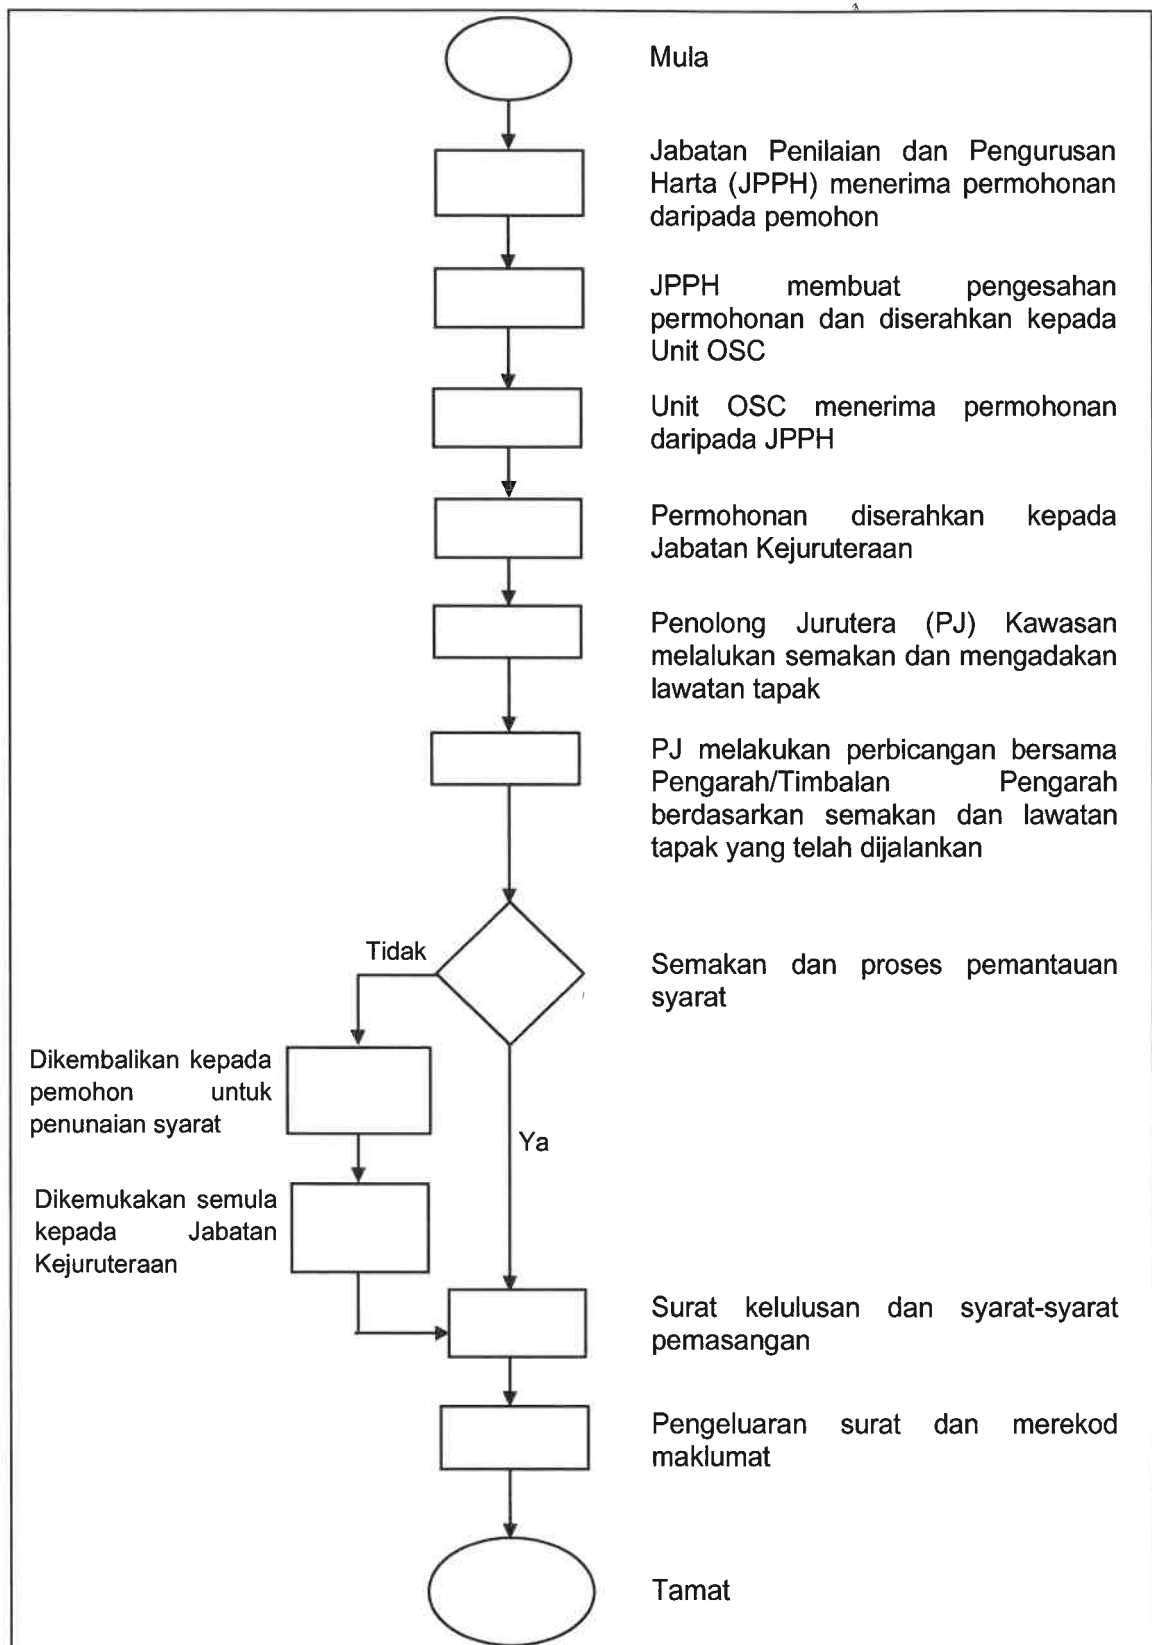 Mula
Jabatan Penilaian dan Pengurusan
Harta (JPPH) menerima permohonan
daripada pemohon
JPPH membuat pengesahan
permohonan dan diserahkan kepada
Unit OSC
Unit OSC menerima permohonan
daripada JPPH
Permohonan diserahkan kepada
Jabatan Kejuruteraan
Penolong Jurutera (PJ) Kawasan
melalukan semakan dan mengadakan
lawatan tapak
PJ melakukan perbicangan bersama
Pengarah/Timbalan Pengarah
berdasarkan semakan dan lawatan
tapak yang telah dijalankan
Tidak
Semakan dan proses pemantauan
syarat
Dikembalikan kepada
pemohon untuk
penunaian syarat
Ya
Dikemukakan semula
kepada Jabatan
Kejuruteraan
Surat kelulusan dan syarat-syarat
pemasangan
Pengeluaran surat dan merekod
maklumat
Tamat